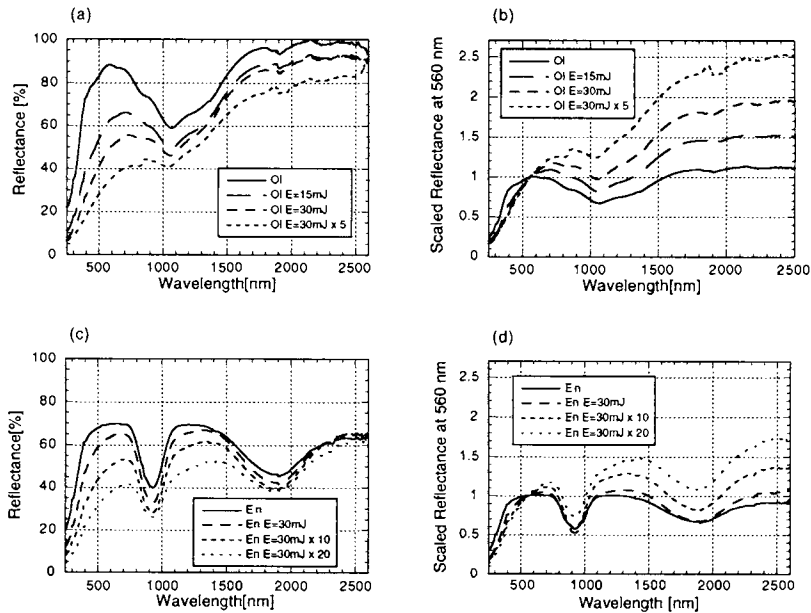 (a)
100
80
60
40
20
0
Reflectance [%]
Ol
Ol E=15mJ
Ol E=30mJ
Ol E=30mJ x 5
500 1000 1500 2000 2500
Wavelength[nm]
(b)
2.5
2
1.5
1
0.5
0
Scaled Reflectance at 560 nm
Ol
Ol E=15mJ
Ol E=30mJ
Ol E=30mJ x 5
500 1000 1500 2000 2500
Wavelength[nm]
(c)
100
80
60
40
20
0
Reflectance[%]
En
En E=30mJ
En E=30mJ x 10
En E=30mJ x 20
500 1000 1500 2000 2500
Wavelength[nm]
(d)
2.5
2
1.5
1
0.5
0
Scaled Reflectance at 560 nm
En
En E=30mJ
En E=30mJ x 10
En E=30mJ x 20
500 1000 1500 2000 2500
Wavelength[nm]